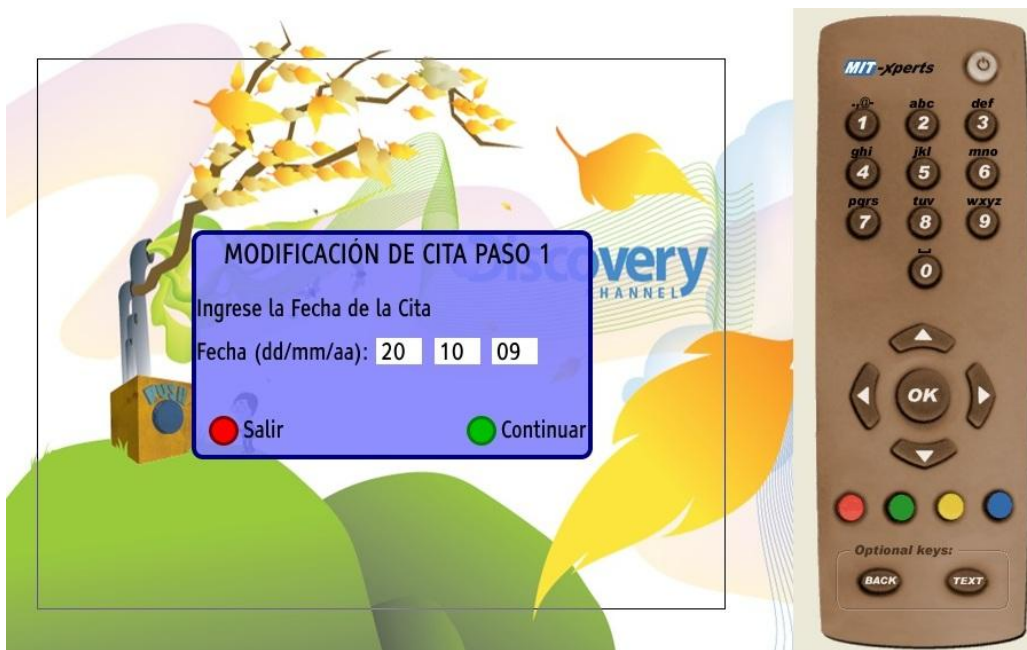 MODIFICACIÓN DE CITA PASO 1
Discovery
CHANNEL
Ingrese la Fecha de la Cita
Fecha (dd/mm/aa): 20 10 09
PUSH
Salir
Continuar
MIT-xperts
.,@- abc def
1 2 3
ghi jkl mno
4 5 6
pqrs tuv wxyz
7 8 9
0
OK
Optional keys:
BACK TEXT